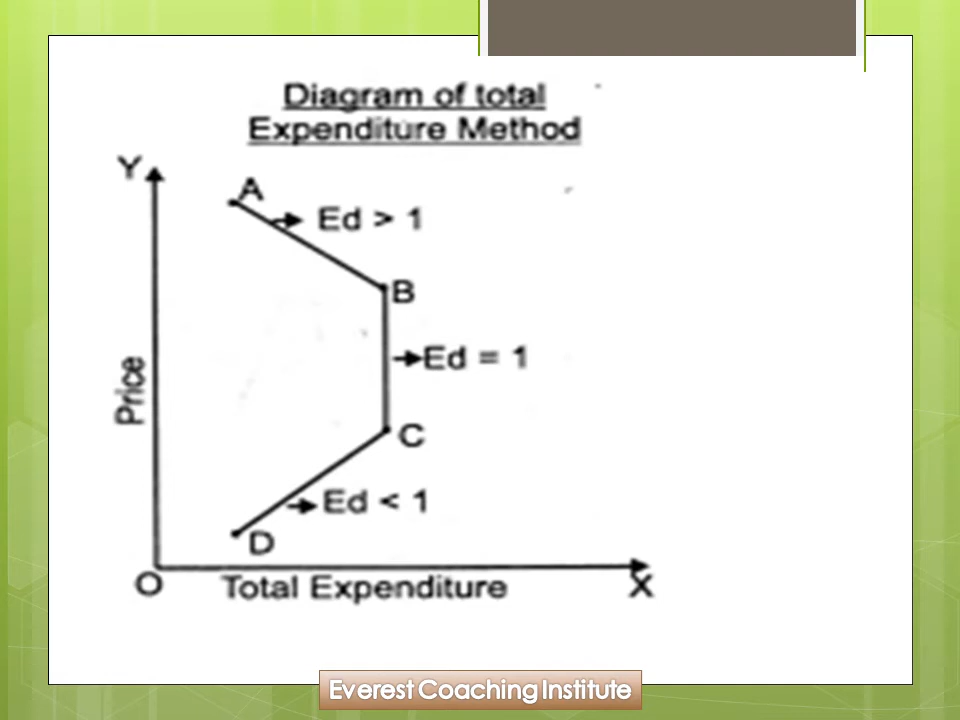 Diagram of total
Expenditure Method
Y
A
Ed > 1
B
Ed = 1
Price
C
Ed < 1
D
O
Total Expenditure
X
Everest Coaching Institute